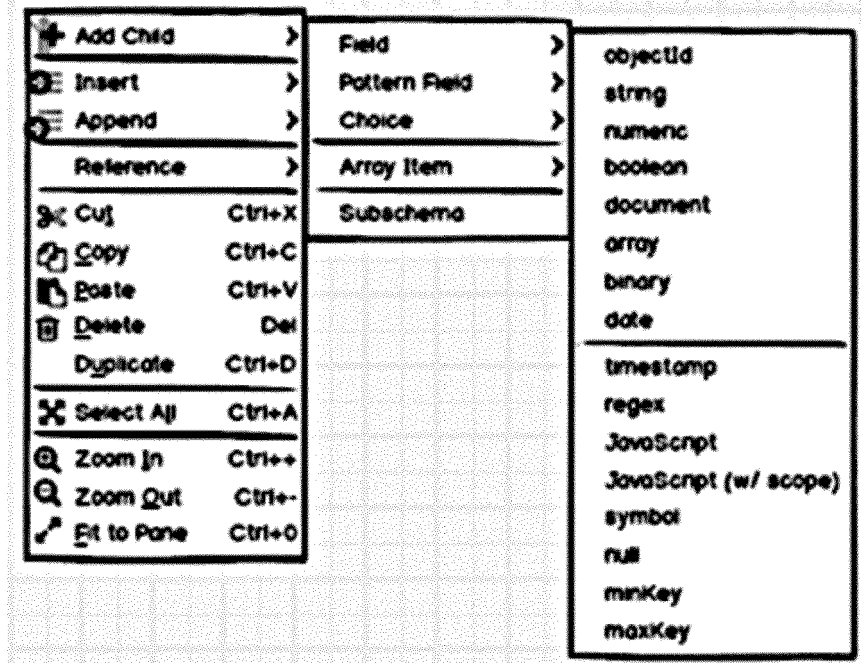 Add Child
Insert
Append
Reference
Cut Ctrl+X
Copy Ctrl+C
Paste Ctrl+V
Delete Del
Duplicate Ctrl+D
Select All Ctrl+A
Zoom In Ctrl++
Zoom Out Ctrl+-
Fit to Pane Ctrl+0
Field
Pattern Field
Choice
Array Item
Subschema
objectId
string
numeric
boolean
document
array
binary
date
timestamp
regex
JavaScript
JavaScript (w/ scope)
symbol
null
minKey
maxKey